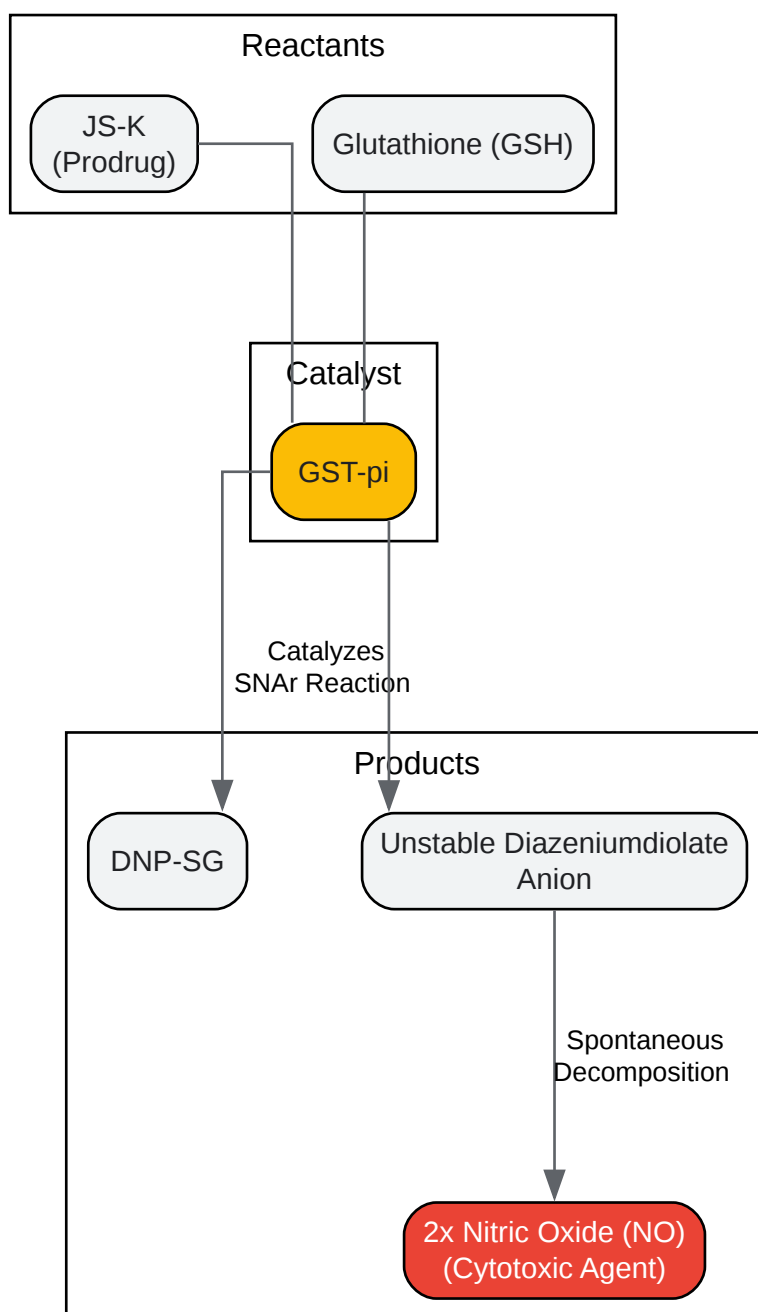 Reactants
JS-K
(Prodrug)
Glutathione (GSH)
Catalyst
GST-pi
Catalyzes
SNAr Reaction
Products
DNP-SG
Unstable Diazeniumdiolate
Anion
Spontaneous
Decomposition
2x Nitric Oxide (NO)
(Cytotoxic Agent)